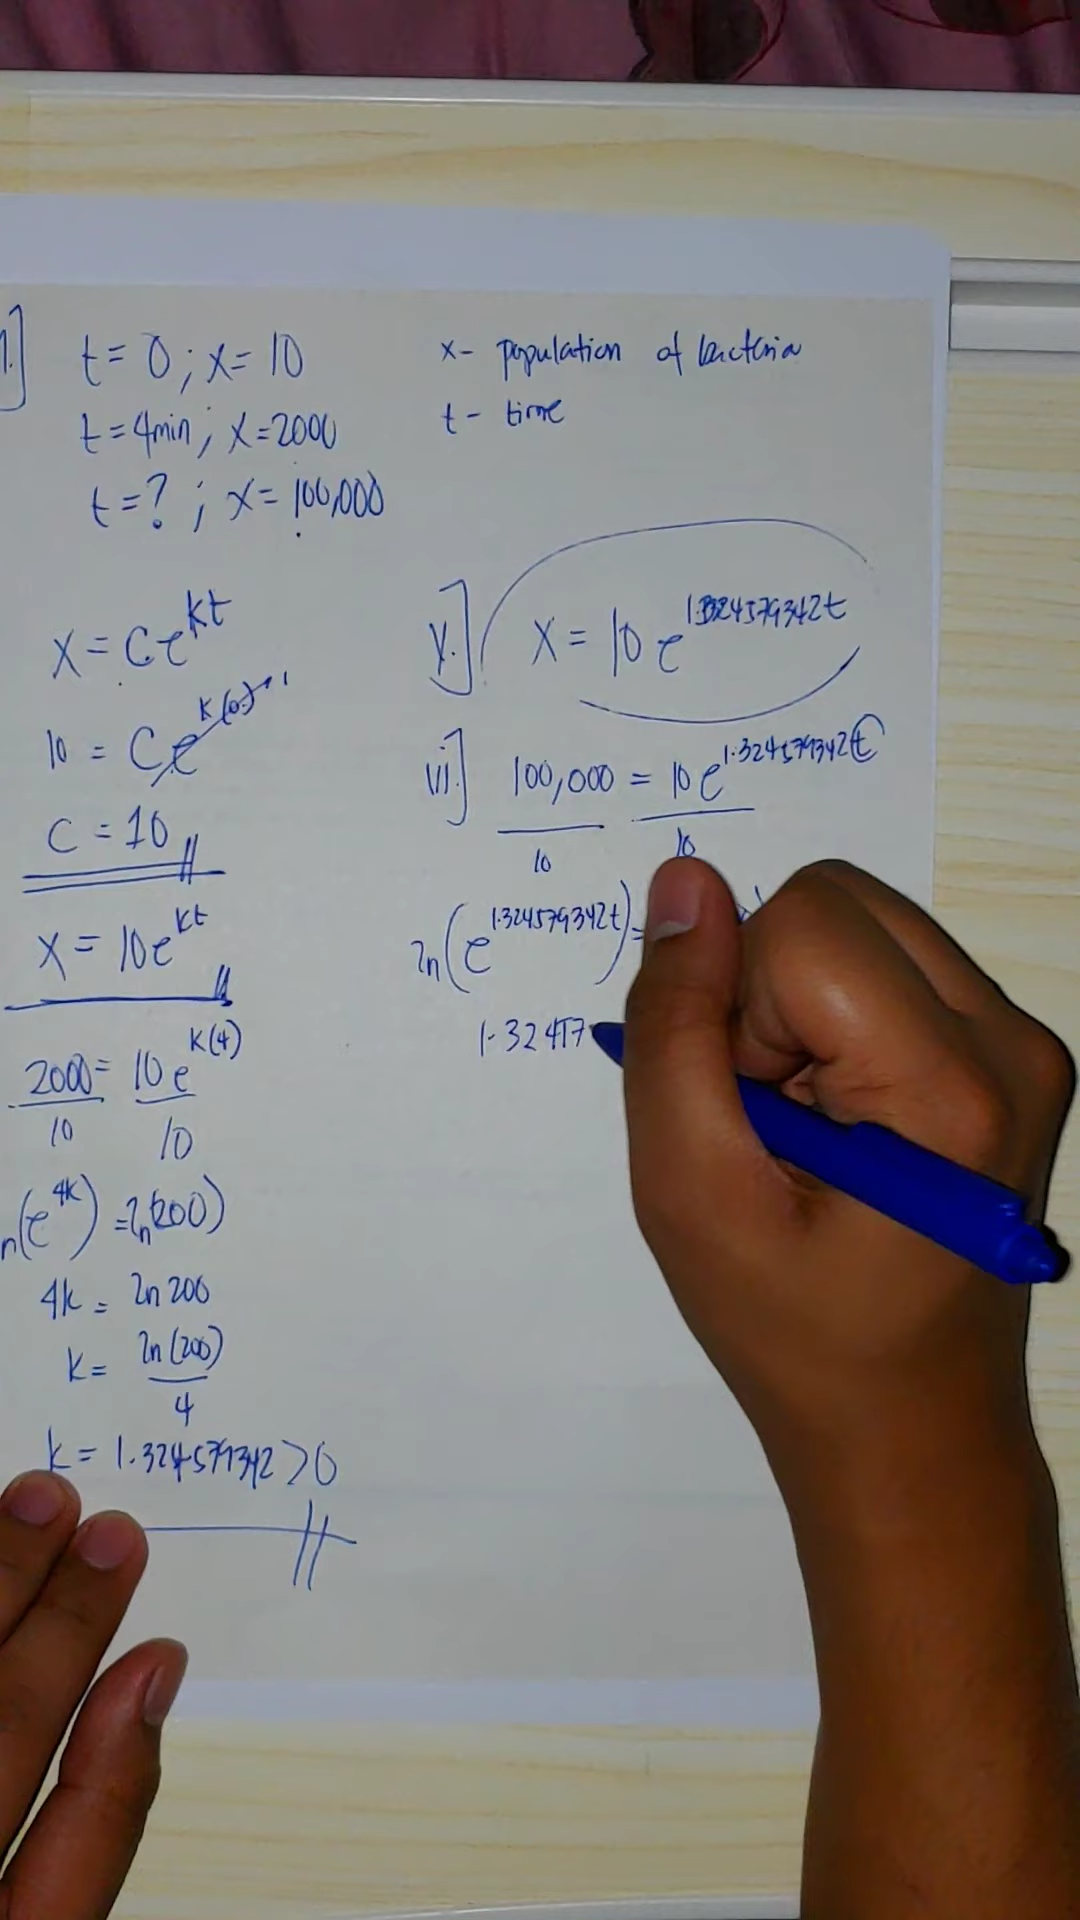 1.]
t = 0 ; x = 10
t = 4min ; x = 2000
t = ? ; x = 100,000
x - population of bacteria
t - time
x = Ce^kt
10 = Ce^k(0) 1
C = 10
x = 10e^kt
2000 = 10e^k(4)
10 10
n(e^4k) = ln(200)
4k = ln 200
k = ln(200)
4
k = 1.324579342 > 0
v.] x = 10e^1.324579342t
vi.] 100,000 = 10e^1.324579342t
10 10
ln(e^1.324579342t) =
1.32457